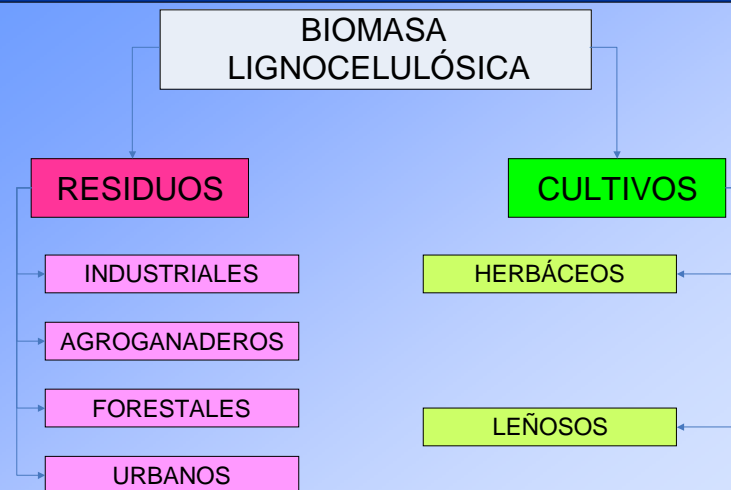 BIOMASA
LIGNOCELULÓSICA
RESIDUOS
CULTIVOS
INDUSTRIALES
HERBÁCEOS
AGROGANADEROS
FORESTALES
LEÑOSOS
URBANOS